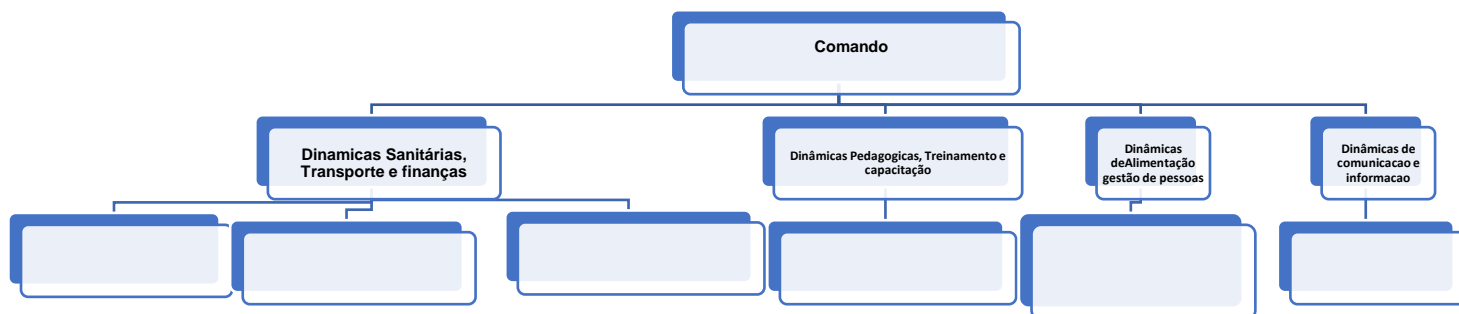 Comando
Dinamicas Sanitárias,
Transporte e finanças
Dinâmicas Pedagogicas, Treinamento e
capacitação
Dinâmicas
deAlimentação
gestão de pessoas
Dinâmicas de
comunicacao e
informacao